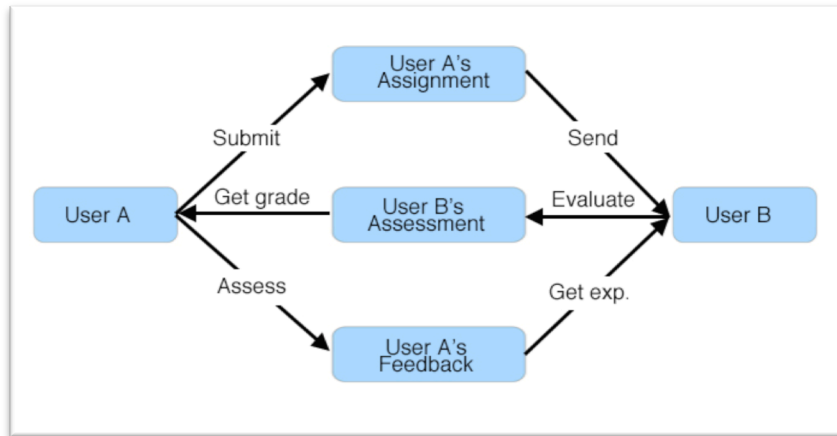 User A's
Assignment
Submit
Send
User A
Get grade
User B's
Assessment
Evaluate
User B
Assess
Get exp.
User A's
Feedback